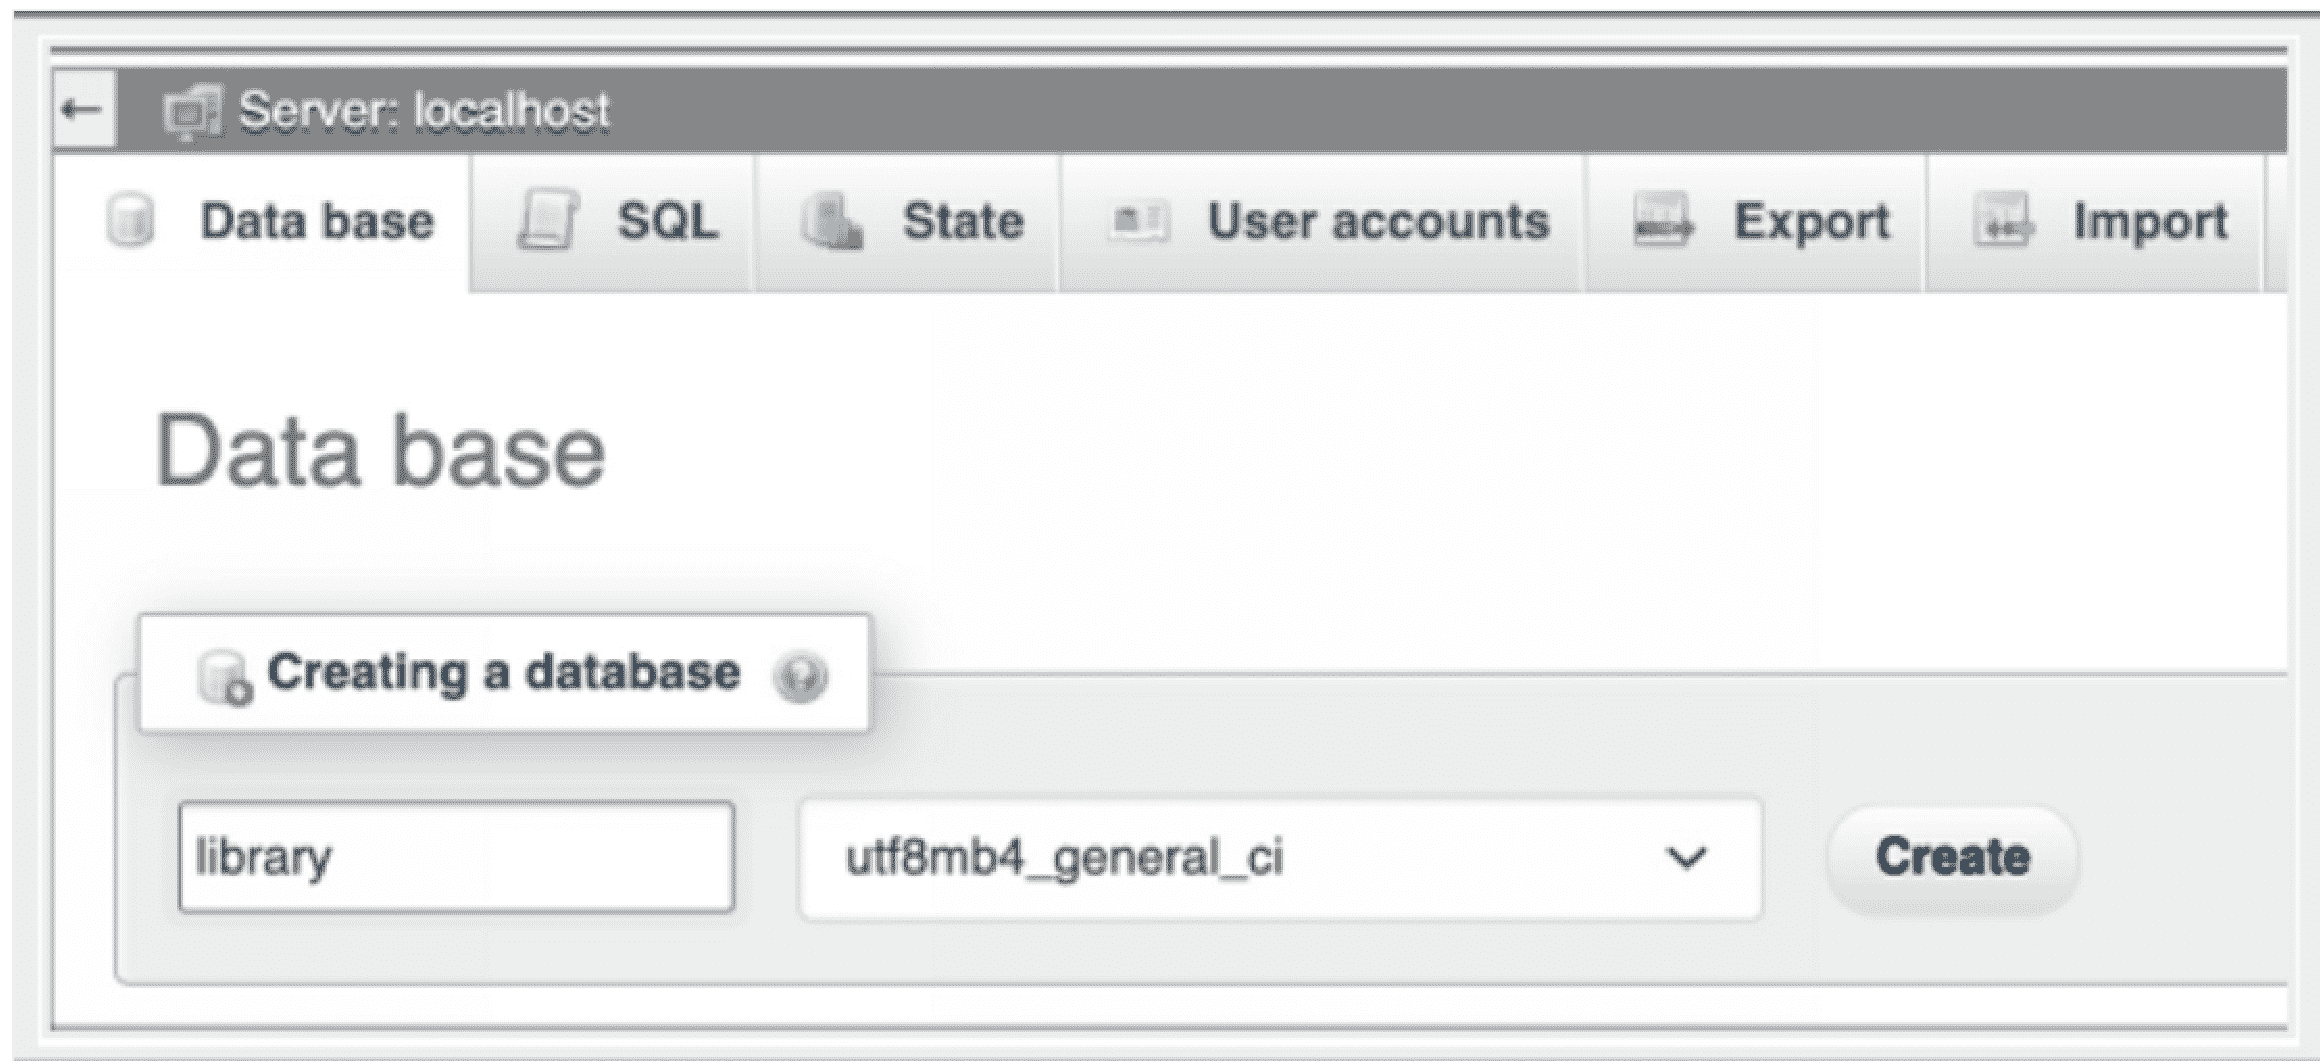 Server: localhost
Data base SQL State User accounts Export Import
Data base
Creating a database
library utf8mb4_general_ci Create